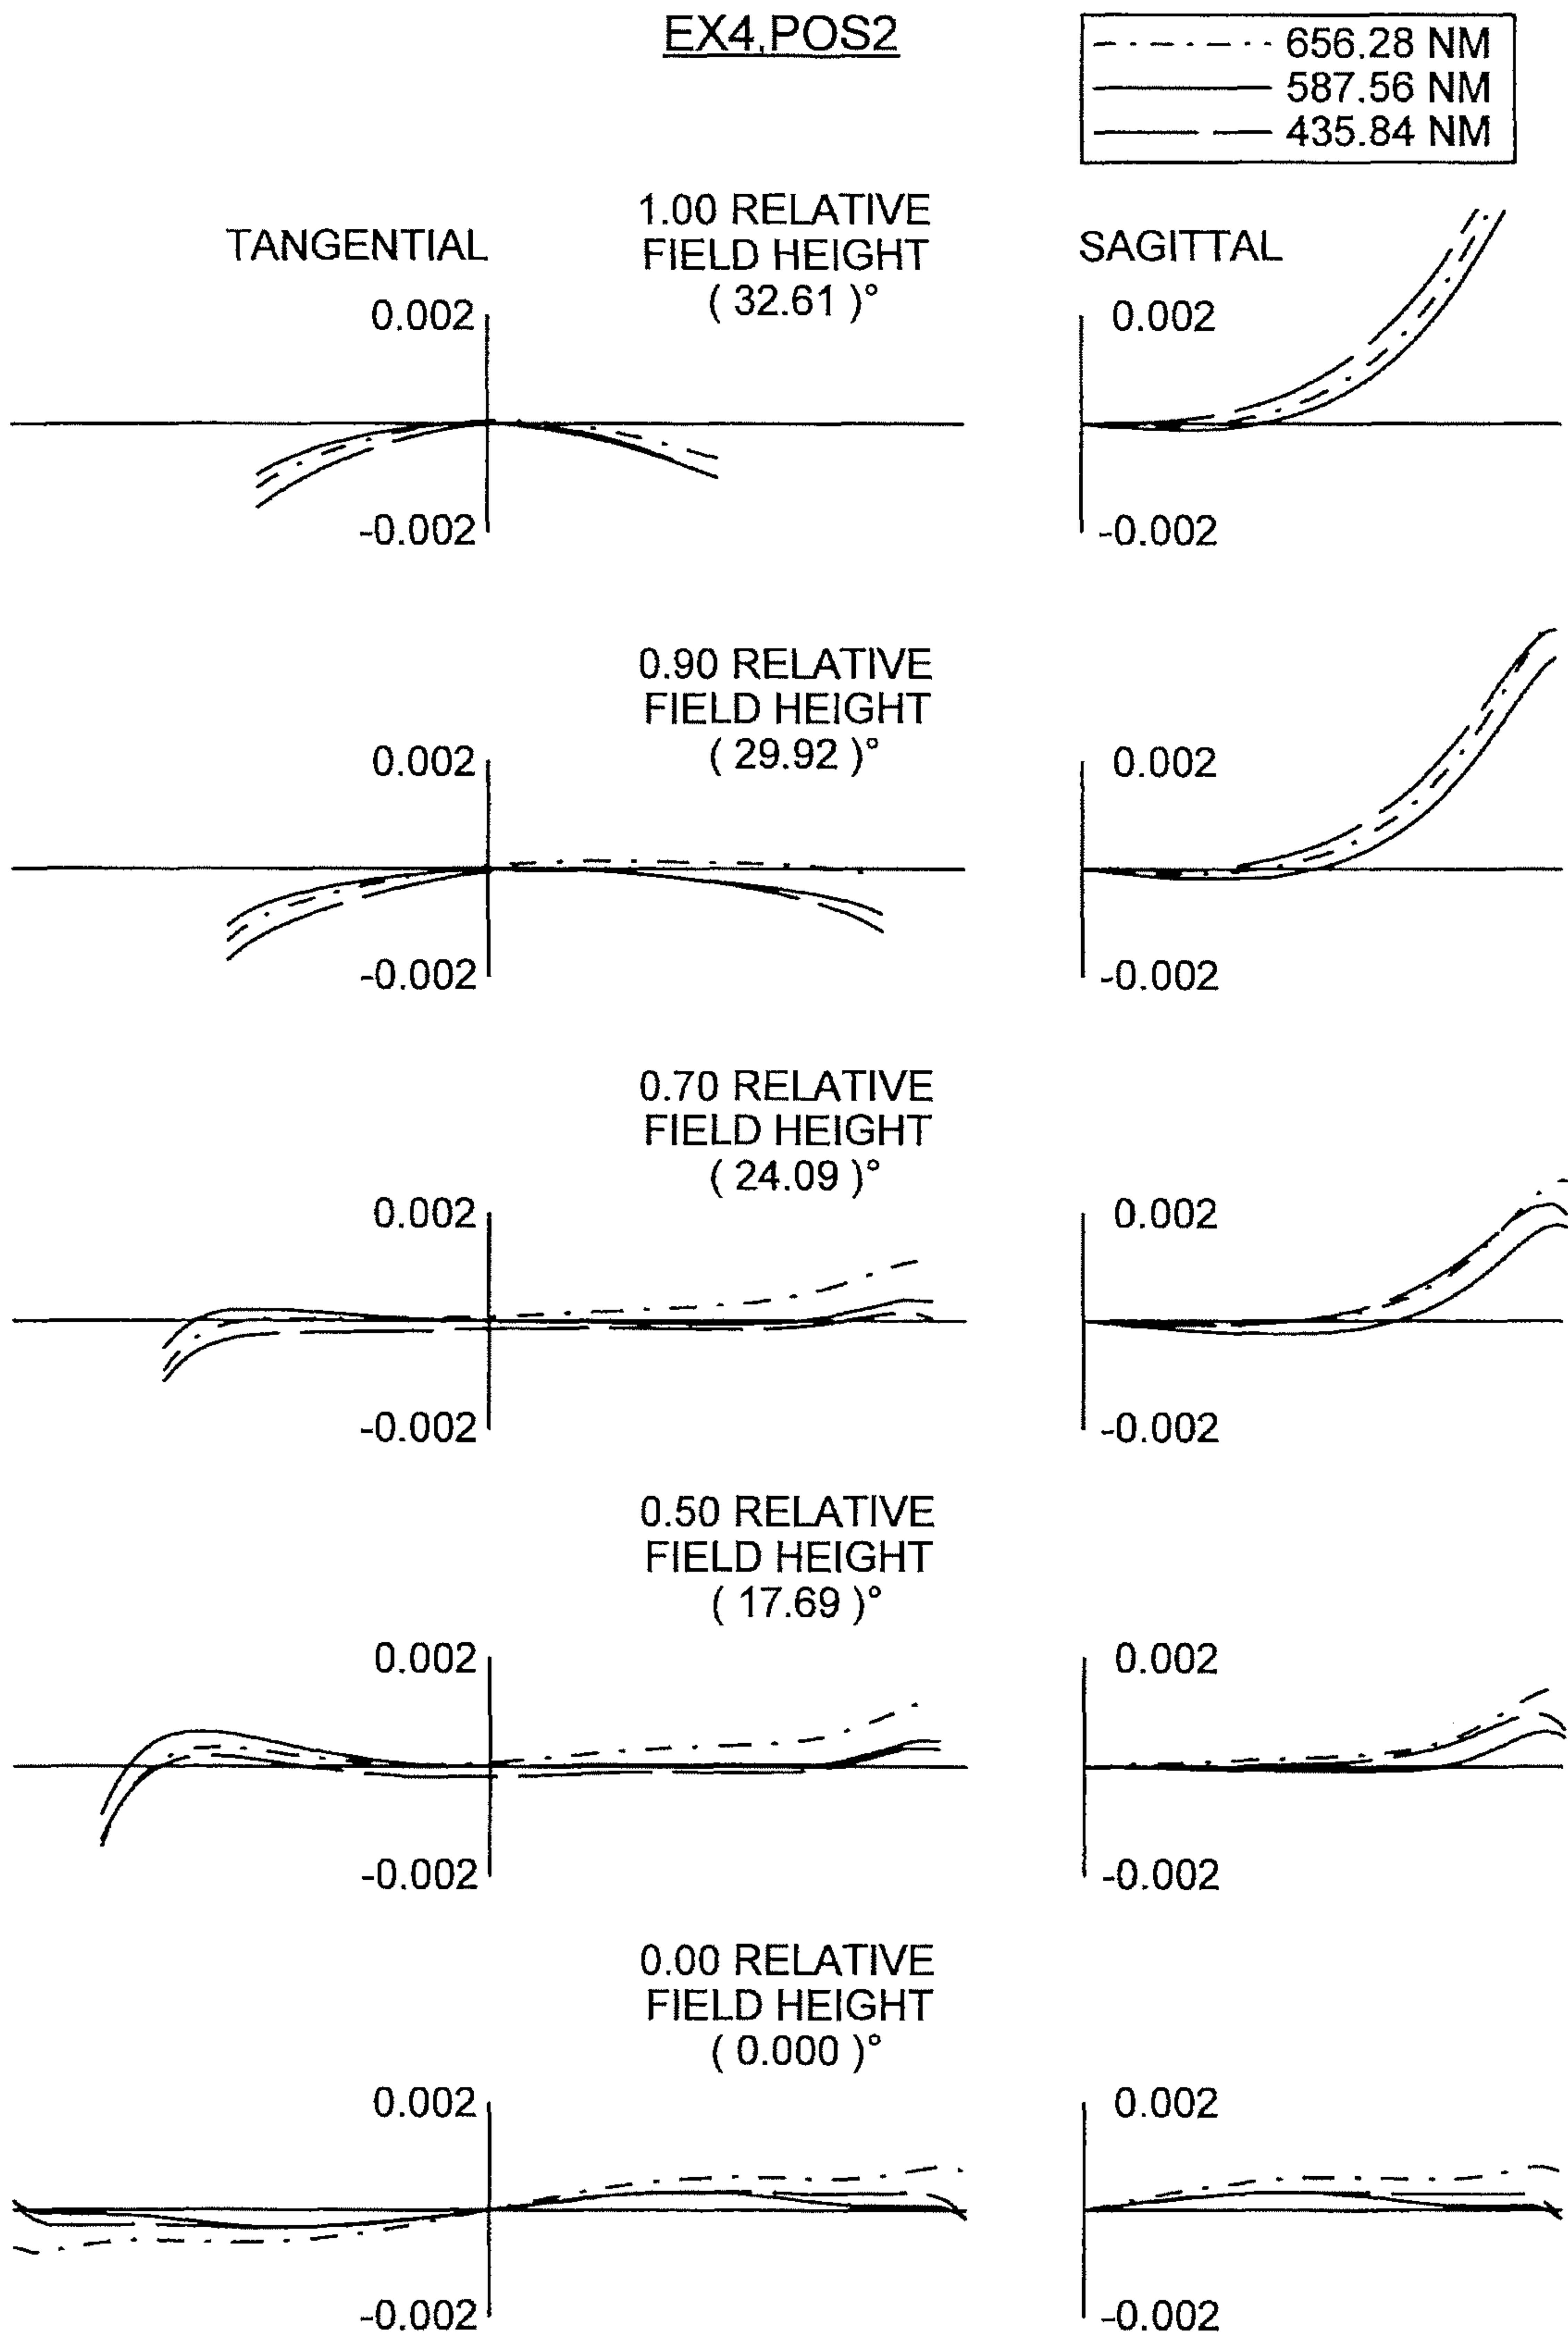 EX4,POS2
656.28 NM
587.56 NM
435.84 NM
TANGENTIAL
1.00 RELATIVE
FIELD HEIGHT
( 32.61 )°
SAGITTAL
0.002
-0.002
0.002
-0.002
0.90 RELATIVE
FIELD HEIGHT
( 29.92 )°
0.002
-0.002
0.002
-0.002
0.70 RELATIVE
FIELD HEIGHT
( 24.09 )°
0.002
-0.002
0.002
-0.002
0.50 RELATIVE
FIELD HEIGHT
( 17.69 )°
0.002
-0.002
0.002
-0.002
0.00 RELATIVE
FIELD HEIGHT
( 0.000 )°
0.002
-0.002
0.002
-0.002